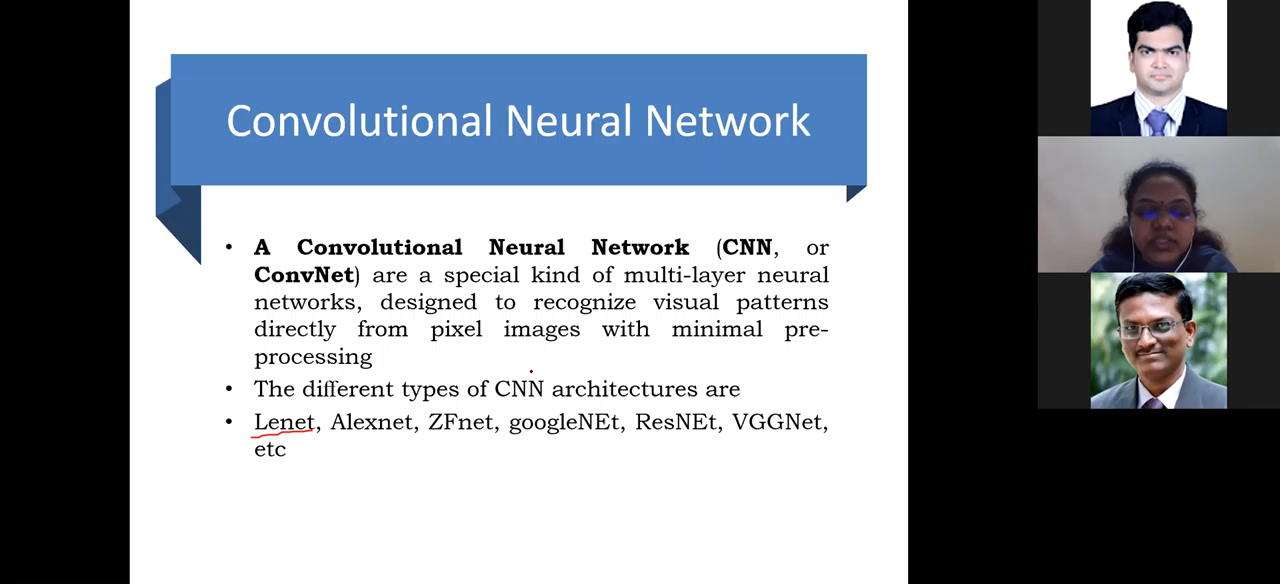 Convolutional Neural Network
• A Convolutional Neural Network (CNN, or
ConvNet) are a special kind of multi-layer neural
networks, designed to recognize visual patterns
directly from pixel images with minimal pre-
processing
• The different types of CNN architectures are
• Lenet, Alexnet, ZFnet, googleNEt, ResNEt, VGGNet,
etc